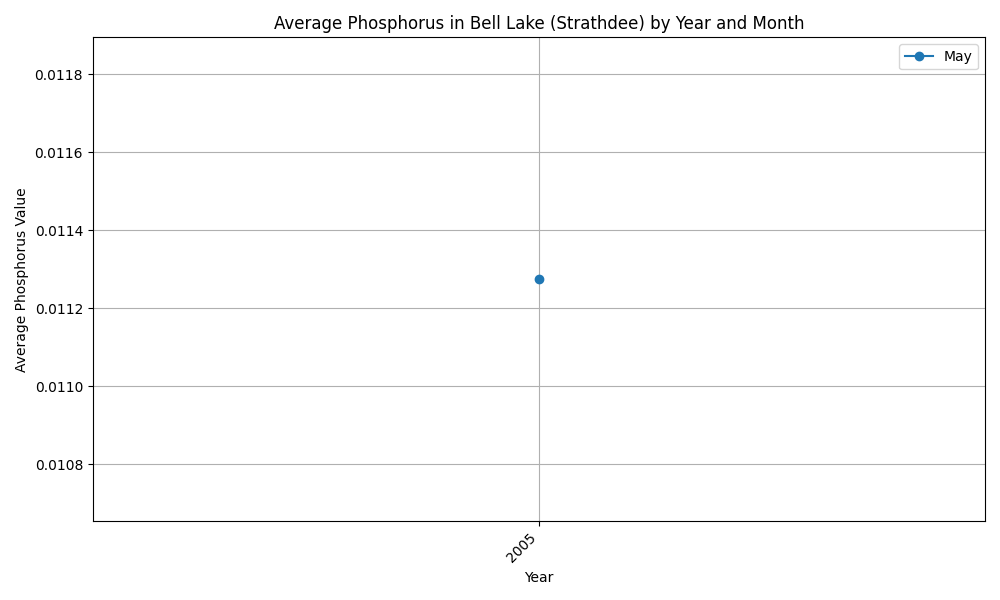 Average Phosphorus in Bell Lake (Strathdee) by Year and Month
May
0.0118
0.0116
0.0114
0.0112
0.0110
0.0108
Average Phosphorus Value
2005
Year